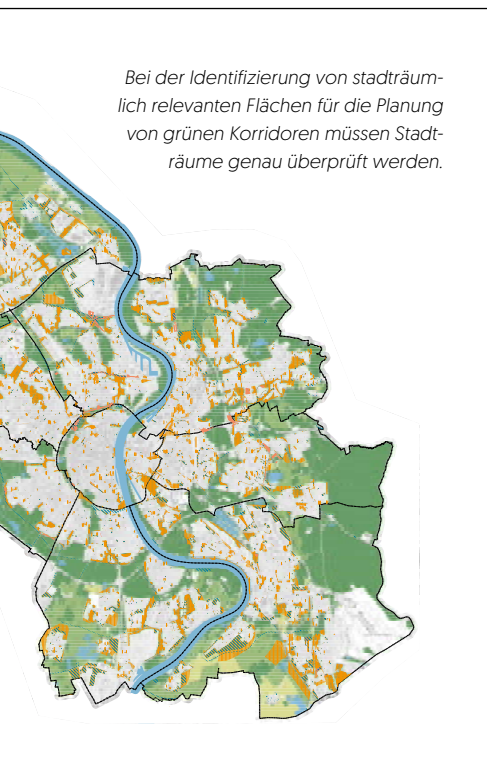 Bei der Identifizierung von stadträum-
lich relevanten Flächen für die Planung
von grünen Korridoren müssen Stadt-
räume genau überprüft werden.